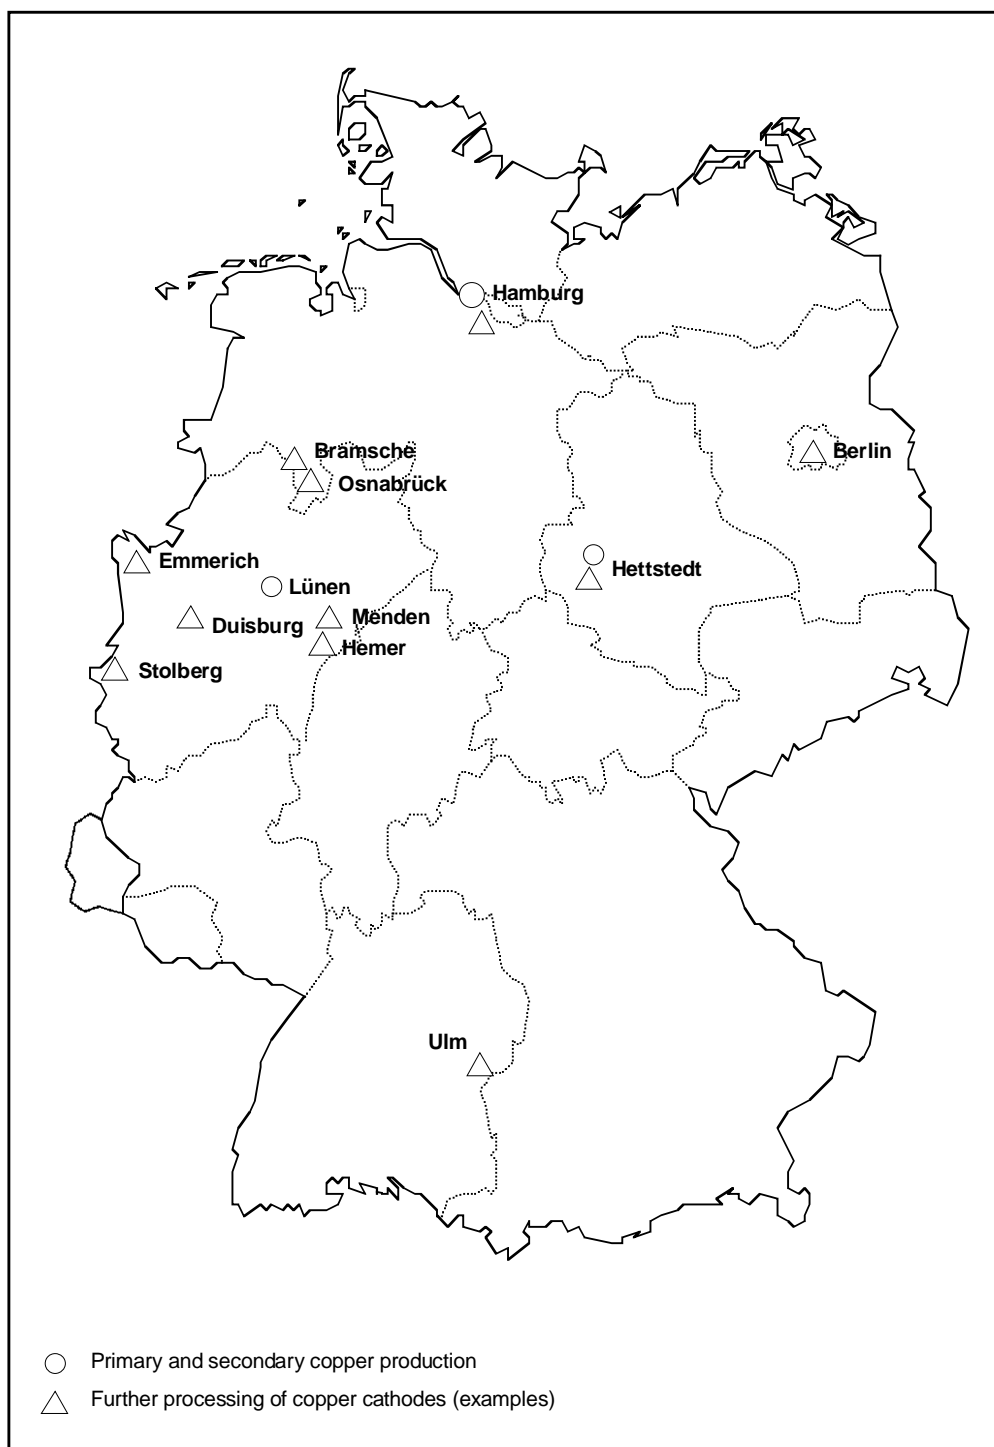 Hamburg
Bramsche
Berlin
Osnabrück
Emmerich
Hettstedt
Lünen
Duisburg
Menden
Hemer
Stolberg
Ulm
Primary and secondary copper production
Further processing of copper cathodes (examples)